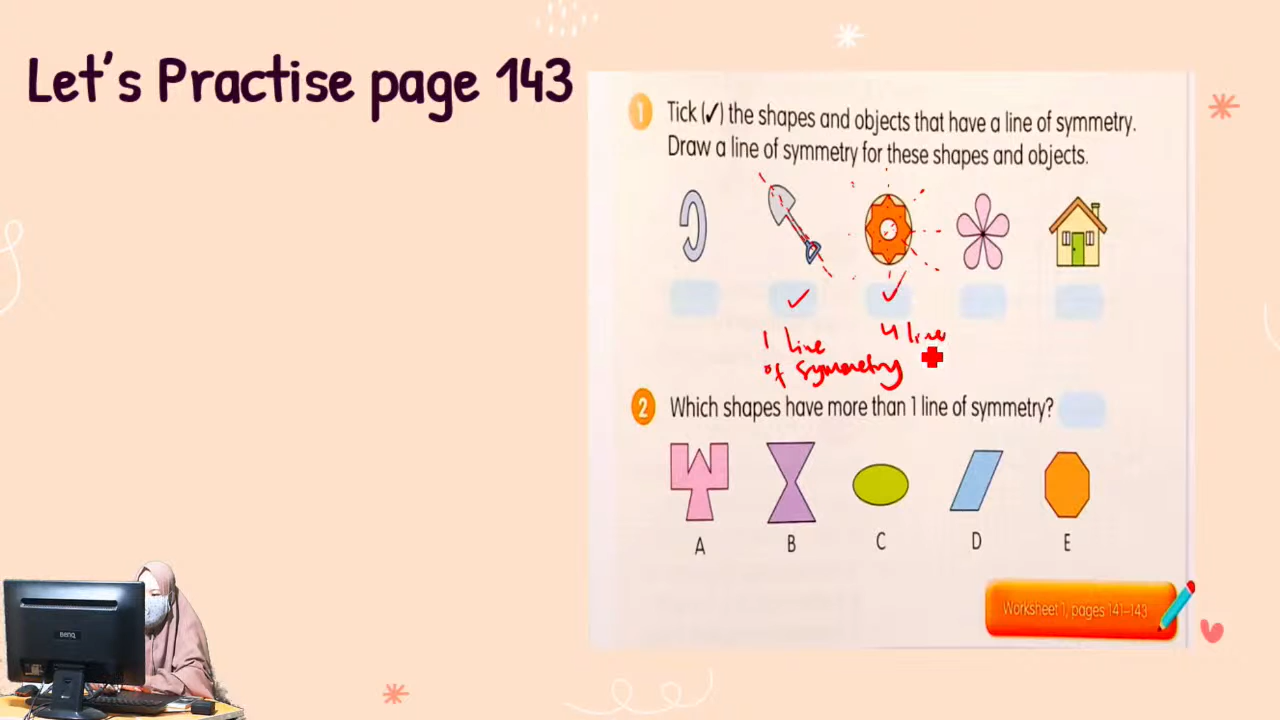 Let's Practise page 143
1 Tick (✓) the shapes and objects that have a line of symmetry.
Draw a line of symmetry for these shapes and objects.
✓ ✓
1 line
of symmetry
4 line
2 Which shapes have more than 1 line of symmetry?
A B C D E
Worksheet 1, pages 141–143
BenQ